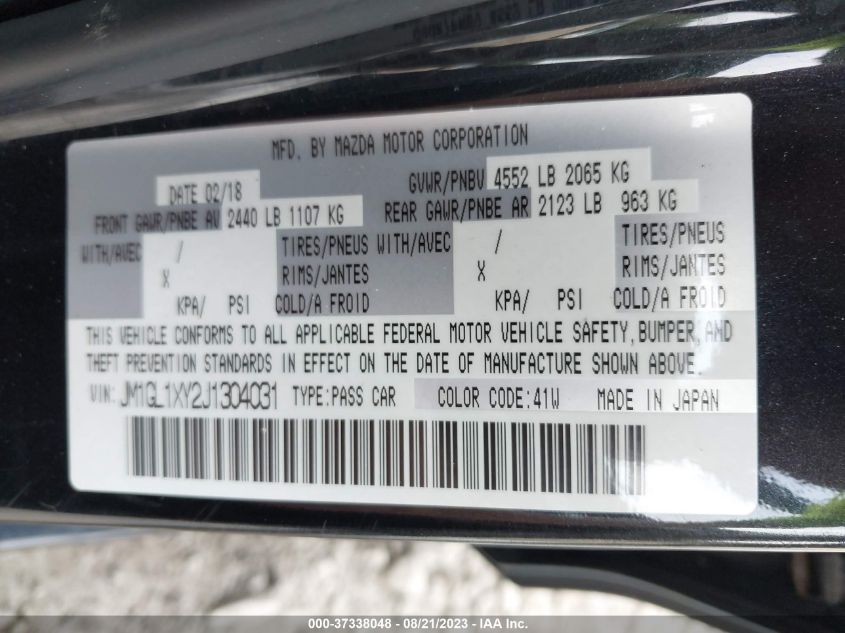 MFD. BY MAZDA MOTOR CORPORATION
DATE 02/18 GVWR/PNBV 4552 LB 2065 KG
FRONT GAWR/PNBE AV 2440 LB 1107 KG REAR GAWR/PNBE AR 2123 LB 963 KG
WITH/AVEC / TIRES/PNEUS WITH/AVEC / TIRES/PNEUS
X RIMS/JANTES X RIMS/JANTES
KPA/ PSI COLD/A FROID KPA/ PSI COLD/A FROID
THIS VEHICLE CONFORMS TO ALL APPLICABLE FEDERAL MOTOR VEHICLE SAFETY, BUMPER, AND
THEFT PREVENTION STANDARDS IN EFFECT ON THE DATE OF MANUFACTURE SHOWN ABOVE.
VIN: JM1GL1XY2J1304031 TYPE:PASS CAR COLOR CODE:41W MADE IN JAPAN
000-37338048 - 08/21/2023 - IAA Inc.